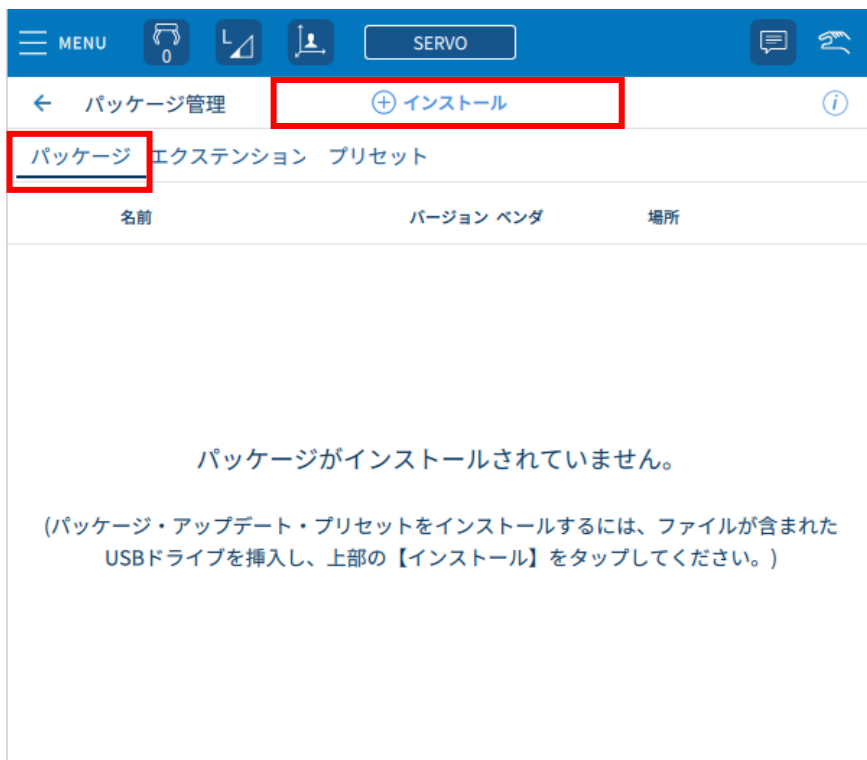 MENU 0 L SERVO
パッケージ管理 インストール i
パッケージ エクステンション プリセット
名前 バージョン ベンダ 場所
パッケージがインストールされていません。
(パッケージ・アップデート・プリセットをインストールするには、ファイルが含まれた
USBドライブを挿入し、上部の【インストール】をタップしてください。)